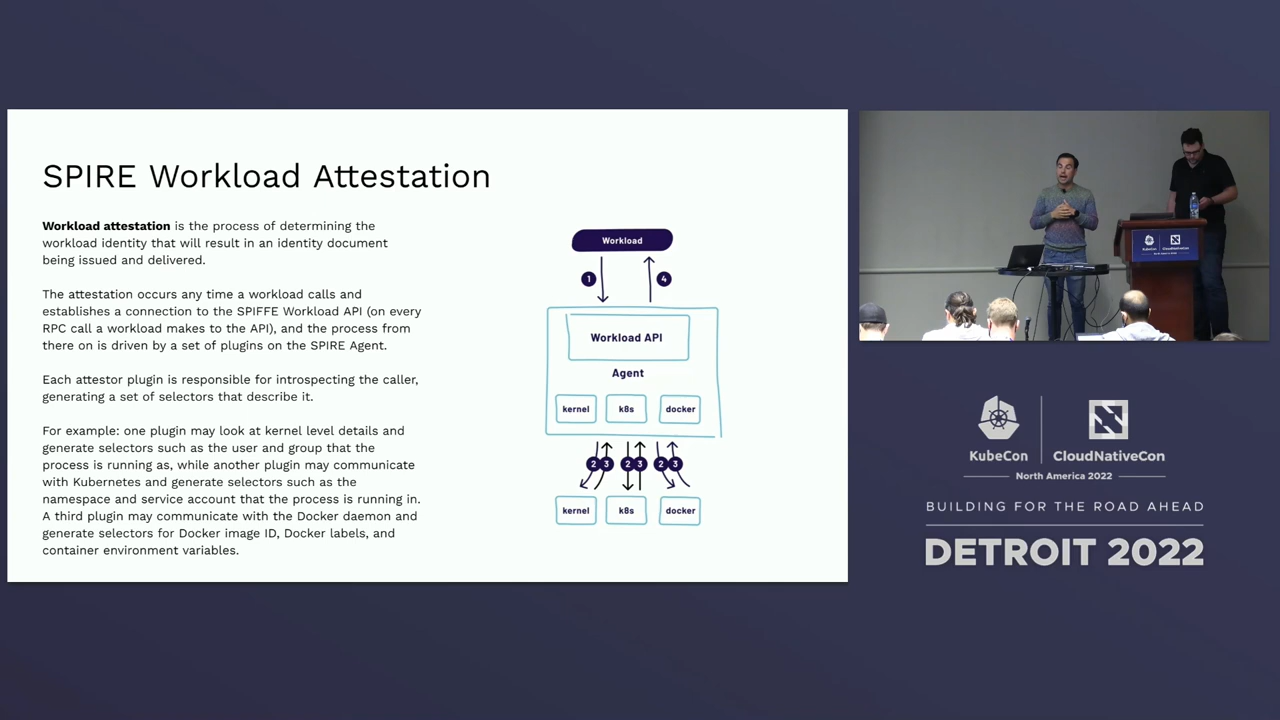 SPIRE Workload Attestation
Workload attestation is the process of determining the
workload identity that will result in an identity document
being issued and delivered.
The attestation occurs any time a workload calls and
establishes a connection to the SPIFFE Workload API (on every
RPC call a workload makes to the API), and the process from
there on is driven by a set of plugins on the SPIRE Agent.
Each attestor plugin is responsible for introspecting the caller,
generating a set of selectors that describe it.
For example: one plugin may look at kernel level details and
generate selectors such as the user and group that the
process is running as, while another plugin may communicate
with Kubernetes and generate selectors such as the
namespace and service account that the process is running in.
A third plugin may communicate with the Docker daemon and
generate selectors for Docker image ID, Docker labels, and
container environment variables.
Workload
1 4
Workload API
Agent
kernel k8s docker
2 3 2 3 2 3
kernel k8s docker
KubeCon CloudNativeCon
KubeCon CloudNativeCon
North America 2022
BUILDING FOR THE ROAD AHEAD
DETROIT 2022